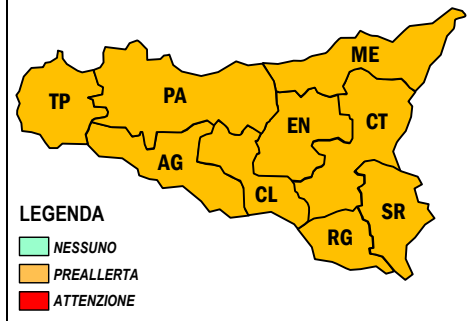 ME
TP
PA
EN
CT
AG
CL
SR
RG
LEGENDA
NESSUNO
PREALLERTA
ATTENZIONE